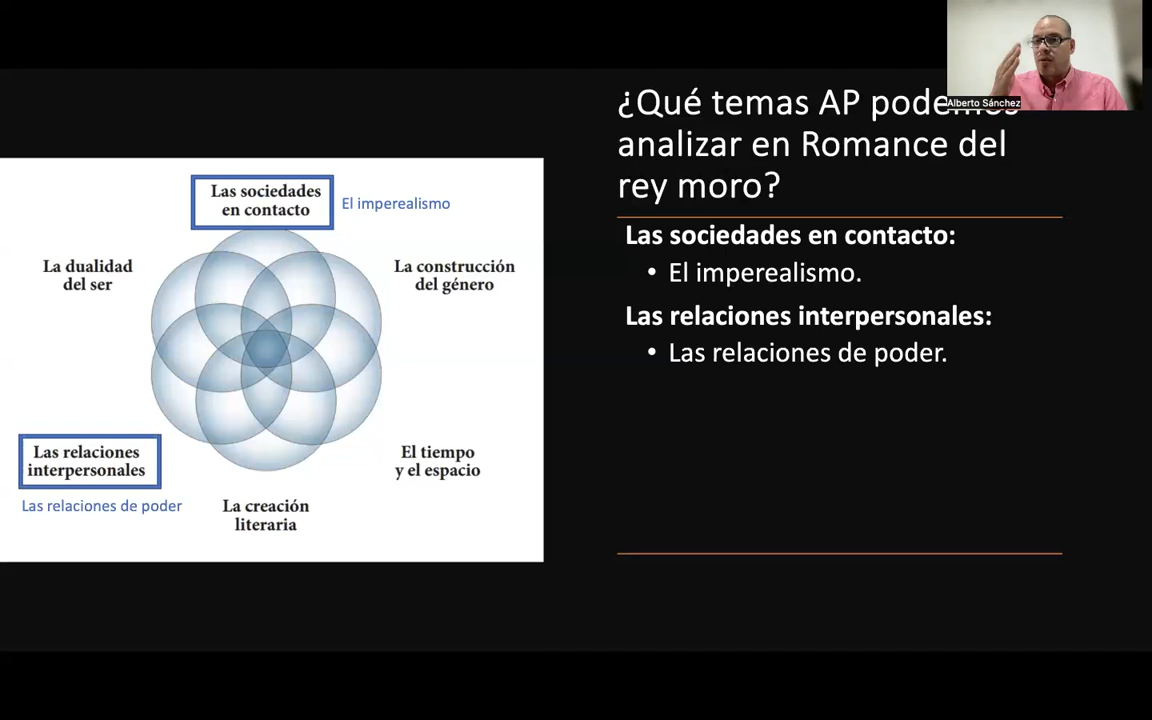 Alberto Sánchez
¿Qué temas AP podemos
analizar en Romance del
rey moro?
Las sociedades en contacto:
• El imperealismo.
Las relaciones interpersonales:
• Las relaciones de poder.
Las sociedades
en contacto
El imperealismo
La dualidad
del ser
La construcción
del género
Las relaciones
interpersonales
Las relaciones de poder
El tiempo
y el espacio
La creación
literaria